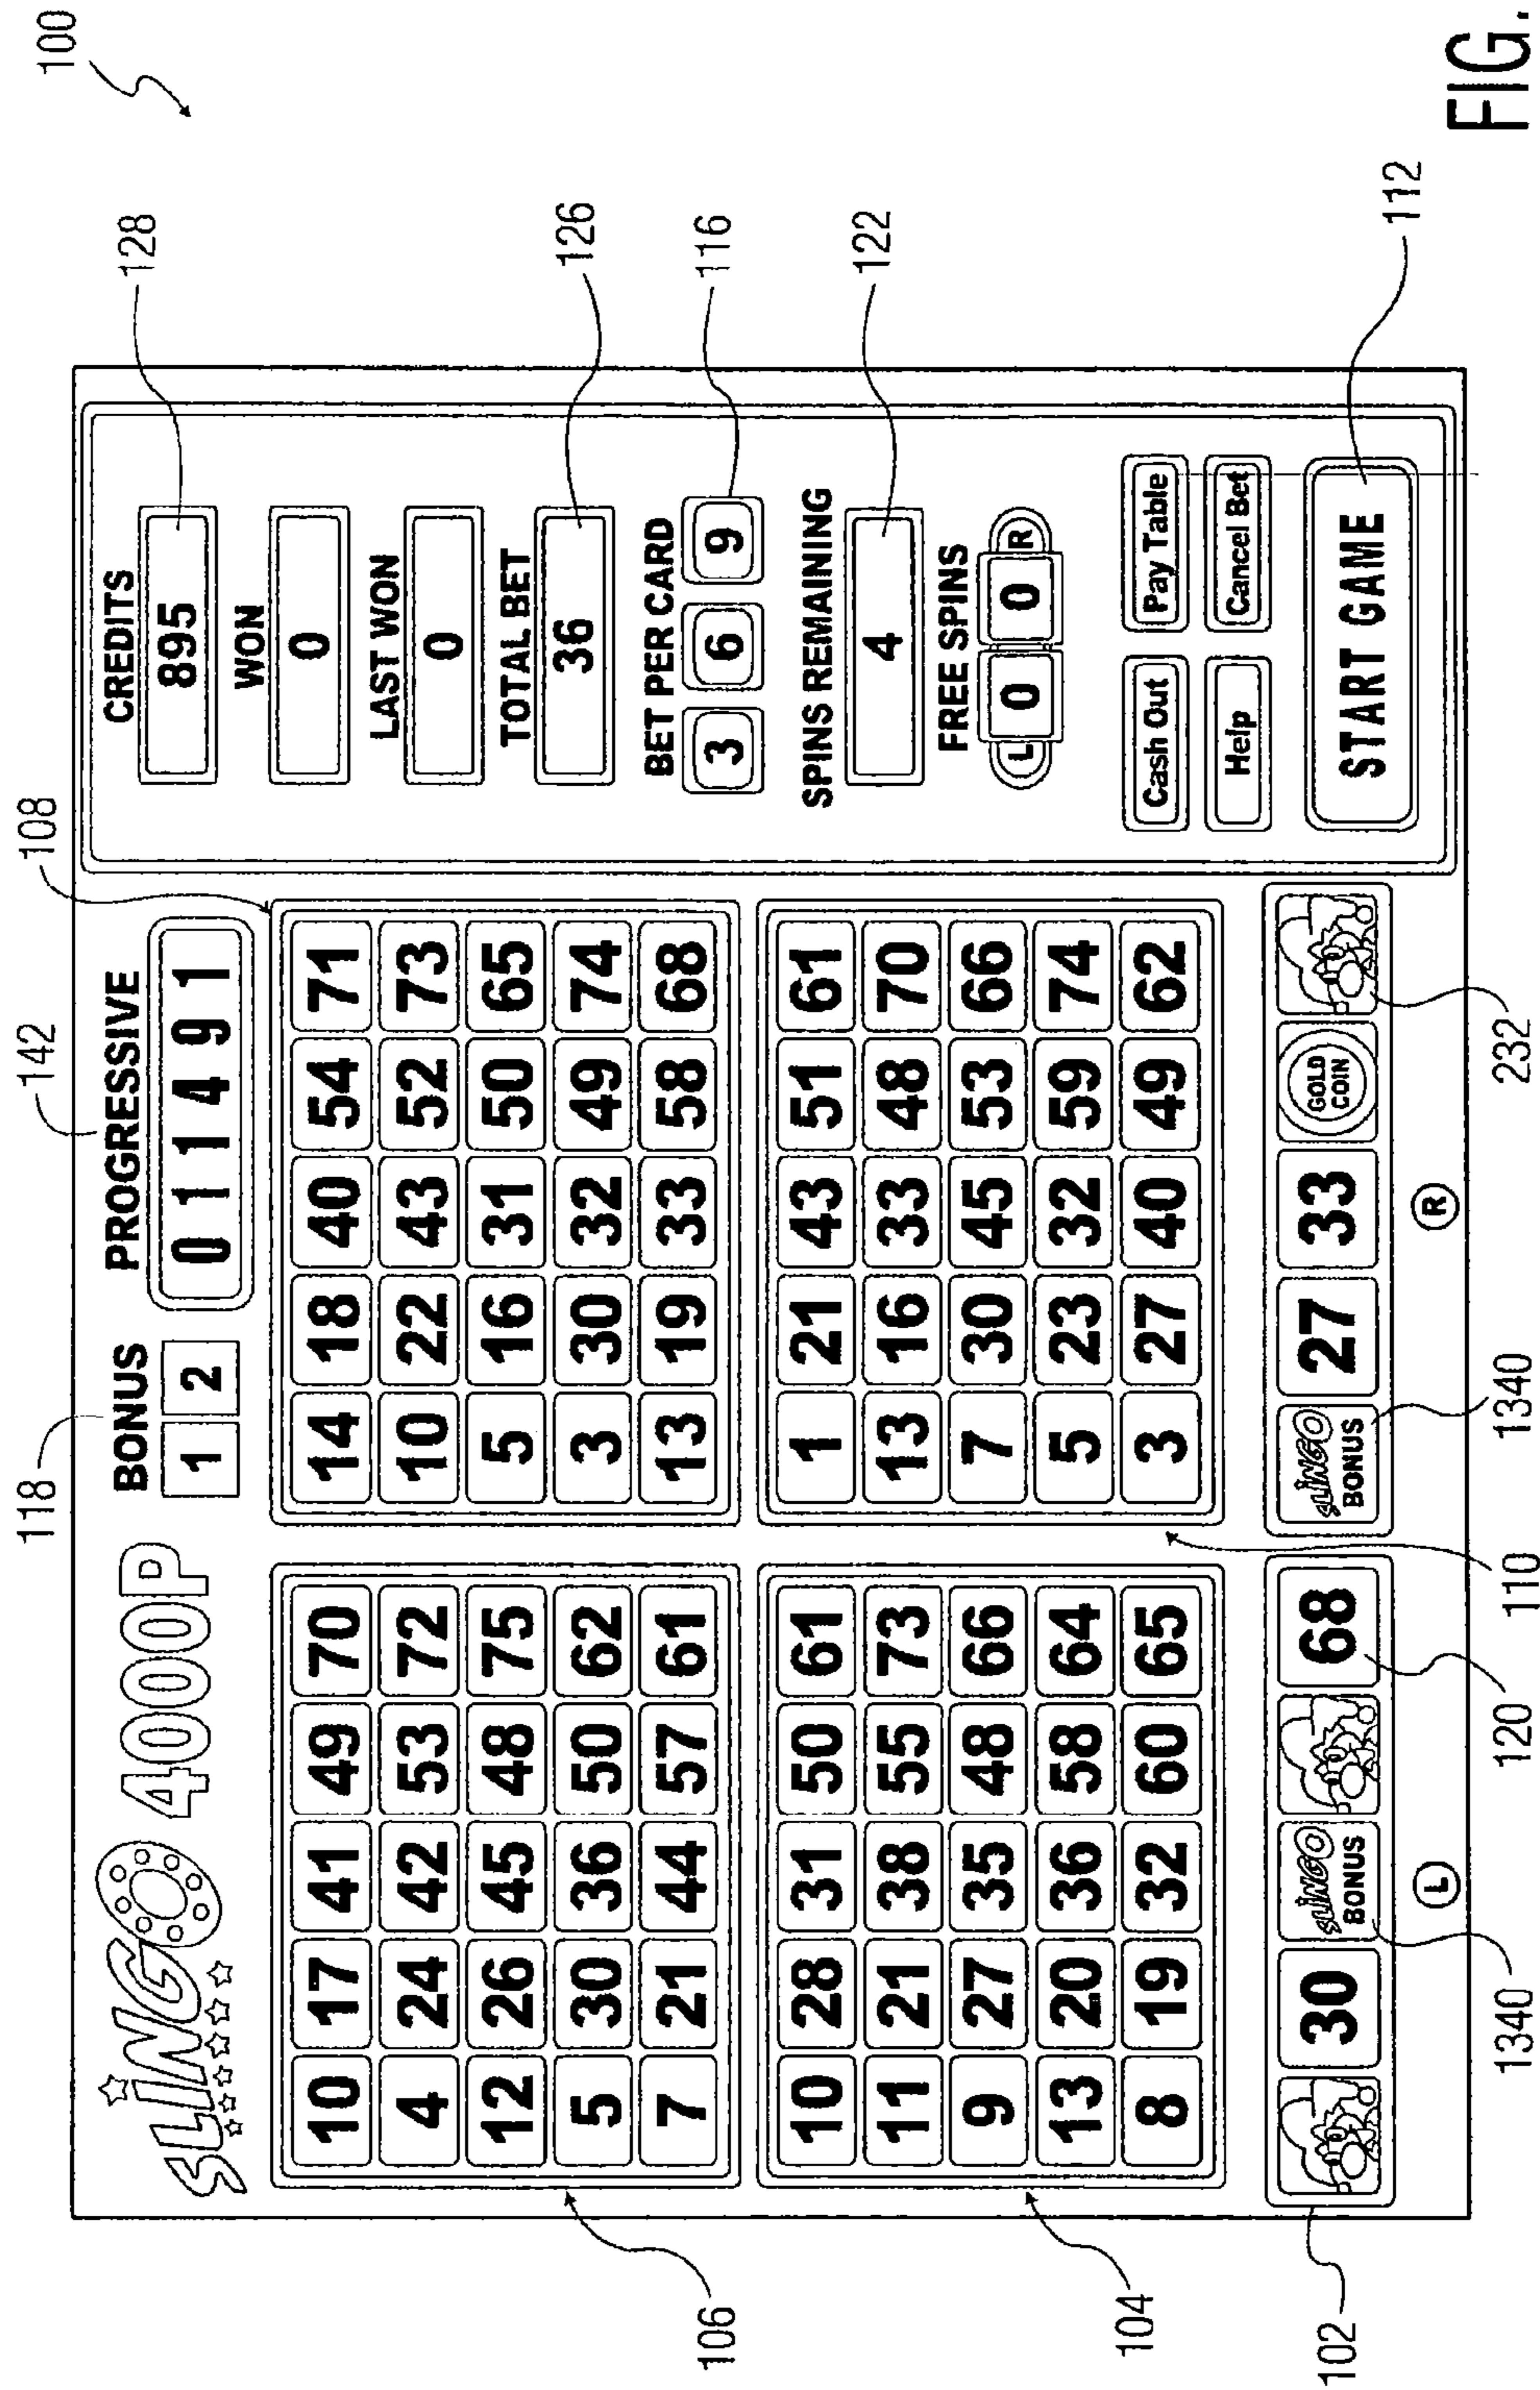 100
118
142
108
128
SLINGO 4000P
BONUS
1 2
PROGRESSIVE
0 1 1 4 9 1
10 17 41 49 70
4 24 42 53 72
12 26 45 48 75
5 30 36 50 62
7 21 44 57 61
14 18 40 54 71
10 22 43 52 73
5 16 31 50 65
3 30 32 49 74
13 19 33 58 68
10 28 31 50 61
11 21 38 55 73
9 27 35 48 66
13 20 36 58 64
8 19 32 60 65
1 21 43 51 61
13 16 33 48 70
7 30 45 53 66
5 23 32 59 74
3 27 40 49 62
30
SLINGO
BONUS
68
SLINGO
BONUS
27
33
GOLD
COIN
L
R
CREDITS
895
WON
0
LAST WON
0
TOTAL BET
36
BET PER CARD
3 6 9
SPINS REMAINING
4
FREE SPINS
L 0 0 R
Cash Out
Pay Table
Help
Cancel Bet
START GAME
126
116
122
112
106
104
102
1340
120
110
1340
232
FIG.